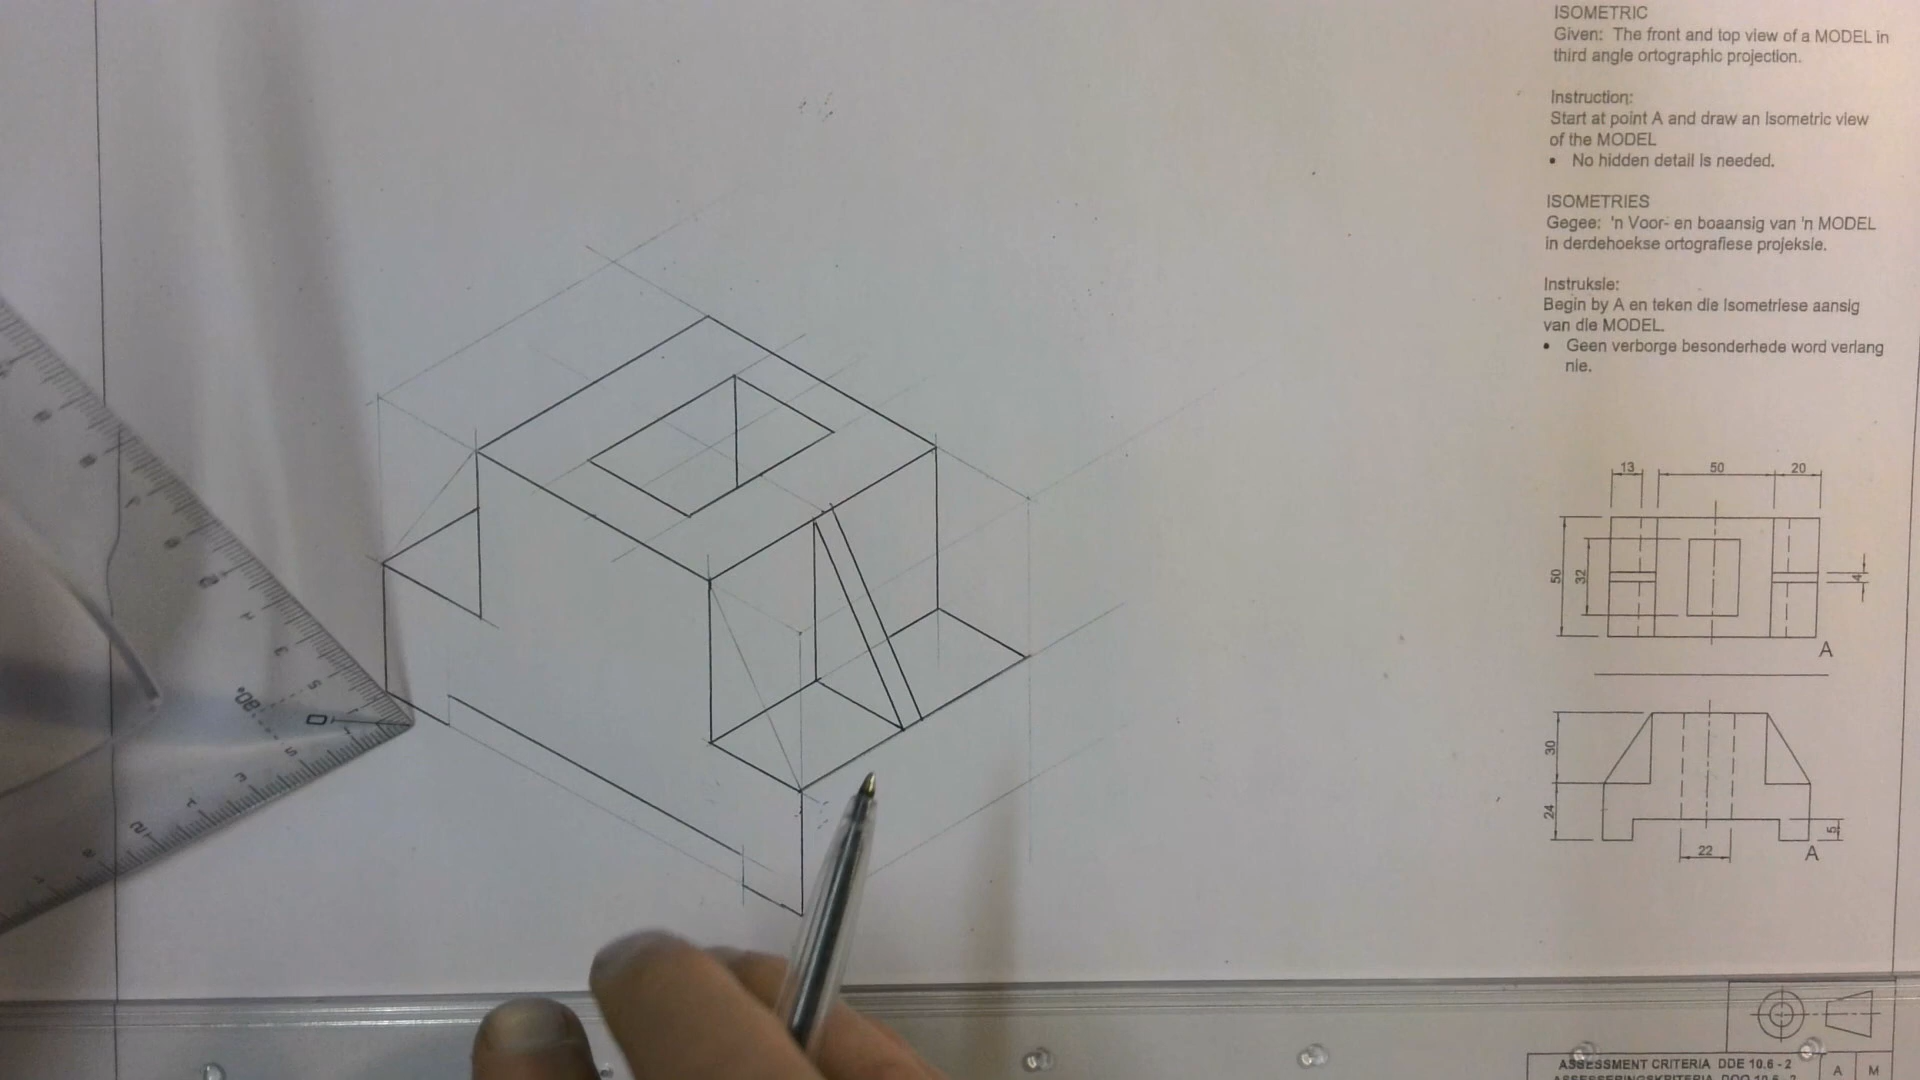 ISOMETRIC
Given: The front and top view of a MODEL in
third angle ortographic projection.
Instruction:
Start at point A and draw an Isometric view
of the MODEL
• No hidden detail is needed.
ISOMETRIES
Gegee: 'n Voor- en boaansig van 'n MODEL
in derdehoekse ortografiese projeksie.
Instruksie:
Begin by A en teken die Isometriese aansig
van die MODEL.
• Geen verborge besonderhede word verlang
nie.
13 50 20
50
32
4
A
30
24
5
22
A
ASSESSMENT CRITERIA DDE 10.6 - 2
A M